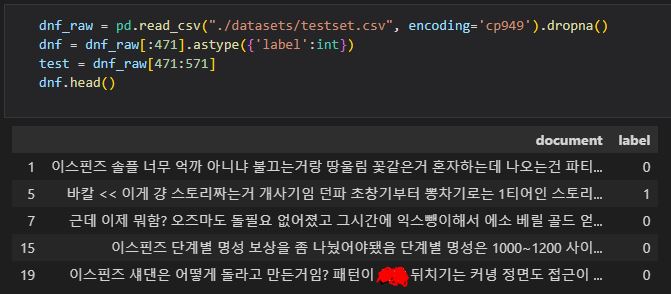 dnf_raw = pd.read_csv("./datasets/testset.csv", encoding='cp949').dropna()
dnf = dnf_raw[:471].astype({'label':int})
test = dnf_raw[471:571]
dnf.head()
document label
1 이스핀즈 솔플 너무 억까 아니냐 불끄는거랑 땅울림 꽃같은거 혼자하는데 나오는건 파티... 0
5 바칼 << 이게 걍 스토리짜는거 개사기임 던파 초창기부터 뽕차기로는 1티어인 스토리... 1
7 근데 이제 뭐함? 오즈마도 돌필요 없어졌고 그시간에 익스뺑이해서 에소 베릴 골드 얻... 0
15 이스핀즈 단계별 명성 보상을 좀 나눴어야됐음 단계별 명성은 1000~1200 사이... 0
19 이스핀즈 섀댄은 어떻게 돌라고 만든거임? 패턴이 뒤치기는 커녕 정면도 접근이 ... 0